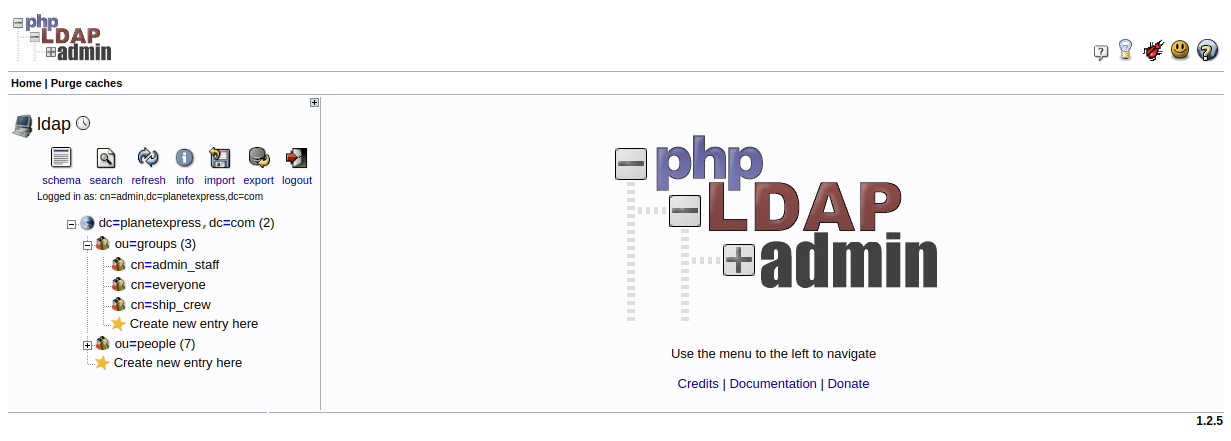 php
LDAP
admin
?
Home | Purge caches
ldap
schema search refresh info import export logout
Logged in as: cn=admin,dc=planetexpress,dc=com
dc=planetexpress,dc=com (2)
ou=groups (3)
cn=admin_staff
cn=everyone
cn=ship_crew
Create new entry here
ou=people (7)
Create new entry here
php
LDAP
admin
Use the menu to the left to navigate
Credits | Documentation | Donate
1.2.5